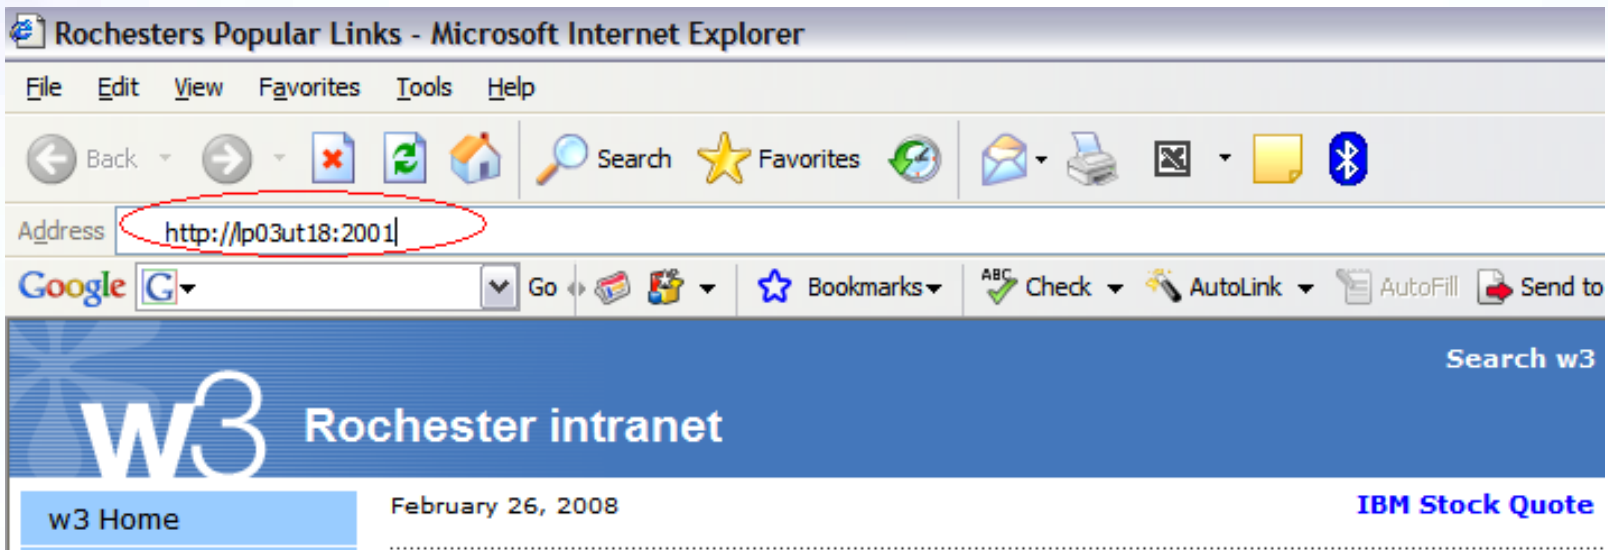 Rochesters Popular Links - Microsoft Internet Explorer
File Edit View Favorites Tools Help
Back Search Favorites
Address http://lp03ut18:2001
Google G Go Bookmarks ABC Check AutoLink AutoFill Send to
Search w3
w3 Rochester intranet
w3 Home February 26, 2008 IBM Stock Quote